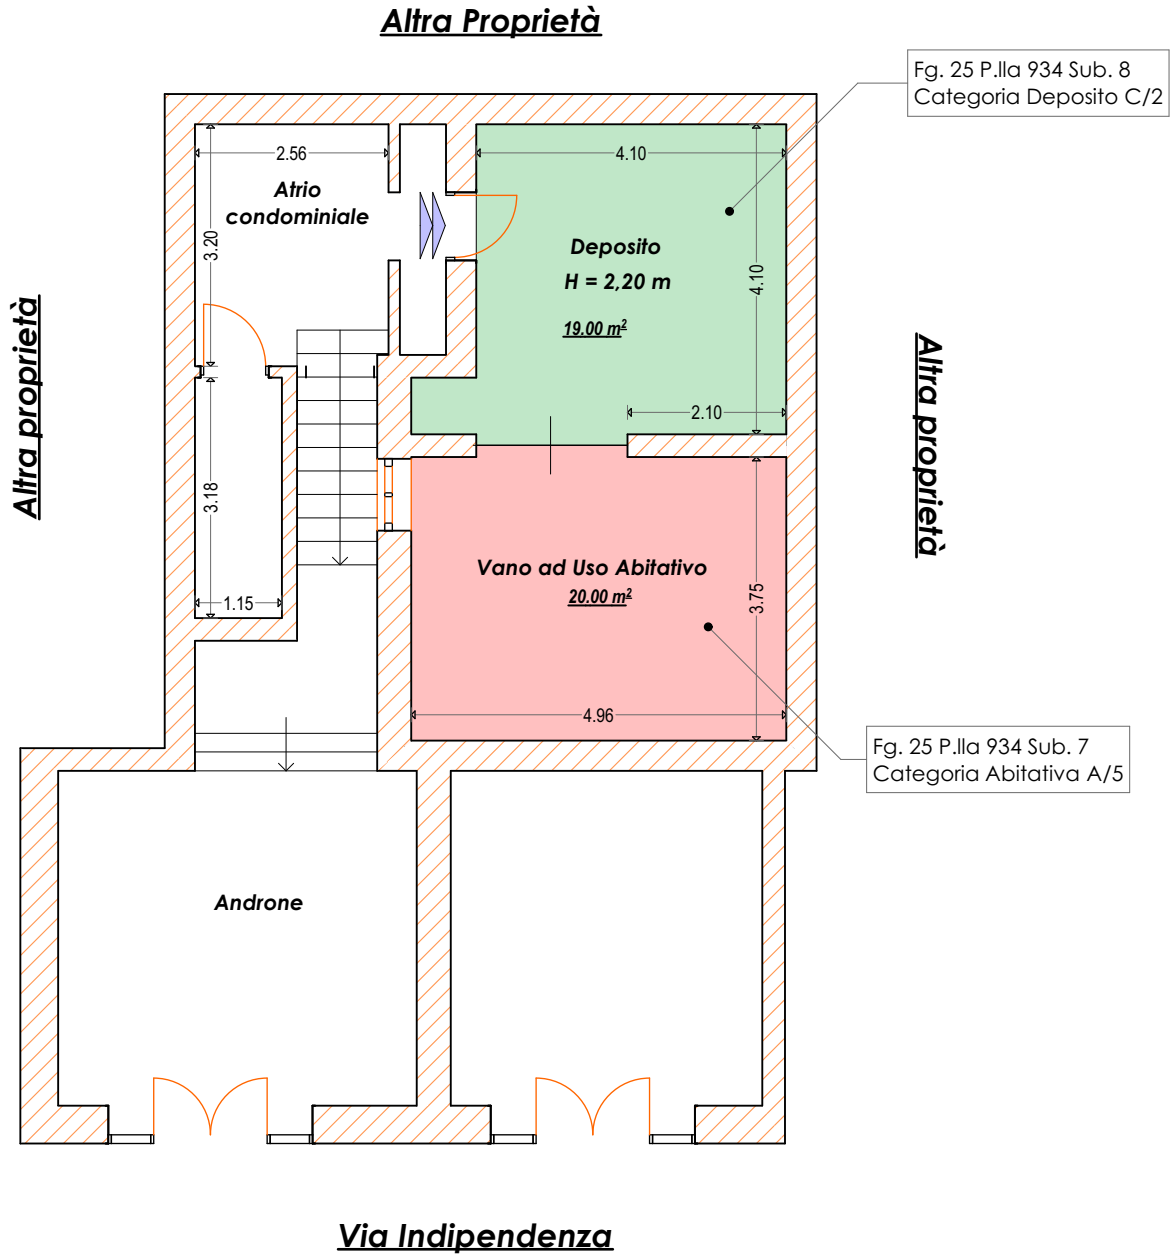 Altra Proprietà
Fg. 25 P.lla 934 Sub. 8
Categoria Deposito C/2
2.56
4.10
Atrio
condominiale
3.20
Deposito
H = 2,20 m
19.00 m²
4.10
Altra proprietà
Altra proprietà
2.10
3.18
Vano ad Uso Abitativo
20.00 m²
3.75
1.15
4.96
Fg. 25 P.lla 934 Sub. 7
Categoria Abitativa A/5
Androne
Via Indipendenza